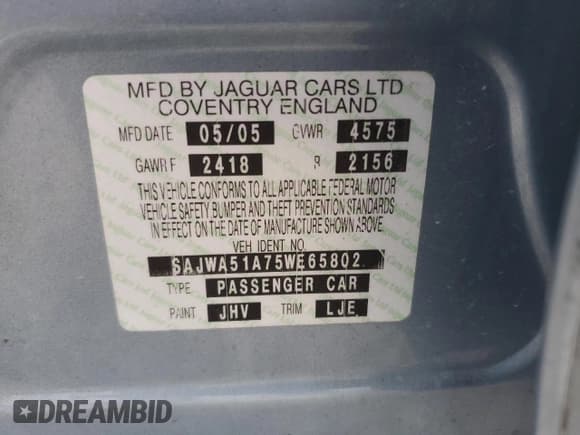 MFD BY JAGUAR CARS LTD
COVENTRY ENGLAND
MFD DATE 05/05 GVWR 4575
GAWR F 2418 R 2156
THIS VEHICLE CONFORMS TO ALL APPLICABLE FEDERAL MOTOR
VEHICLE SAFETY BUMPER AND THEFT PREVENTION STANDARDS
IN EFFECT ON THE DATE OF MANUFACTURE SHOWN ABOVE.
VEH IDENT NO.
SAJWA51A75WE65802
TYPE PASSENGER CAR
PAINT JHV TRIM LJE
DREAMBID